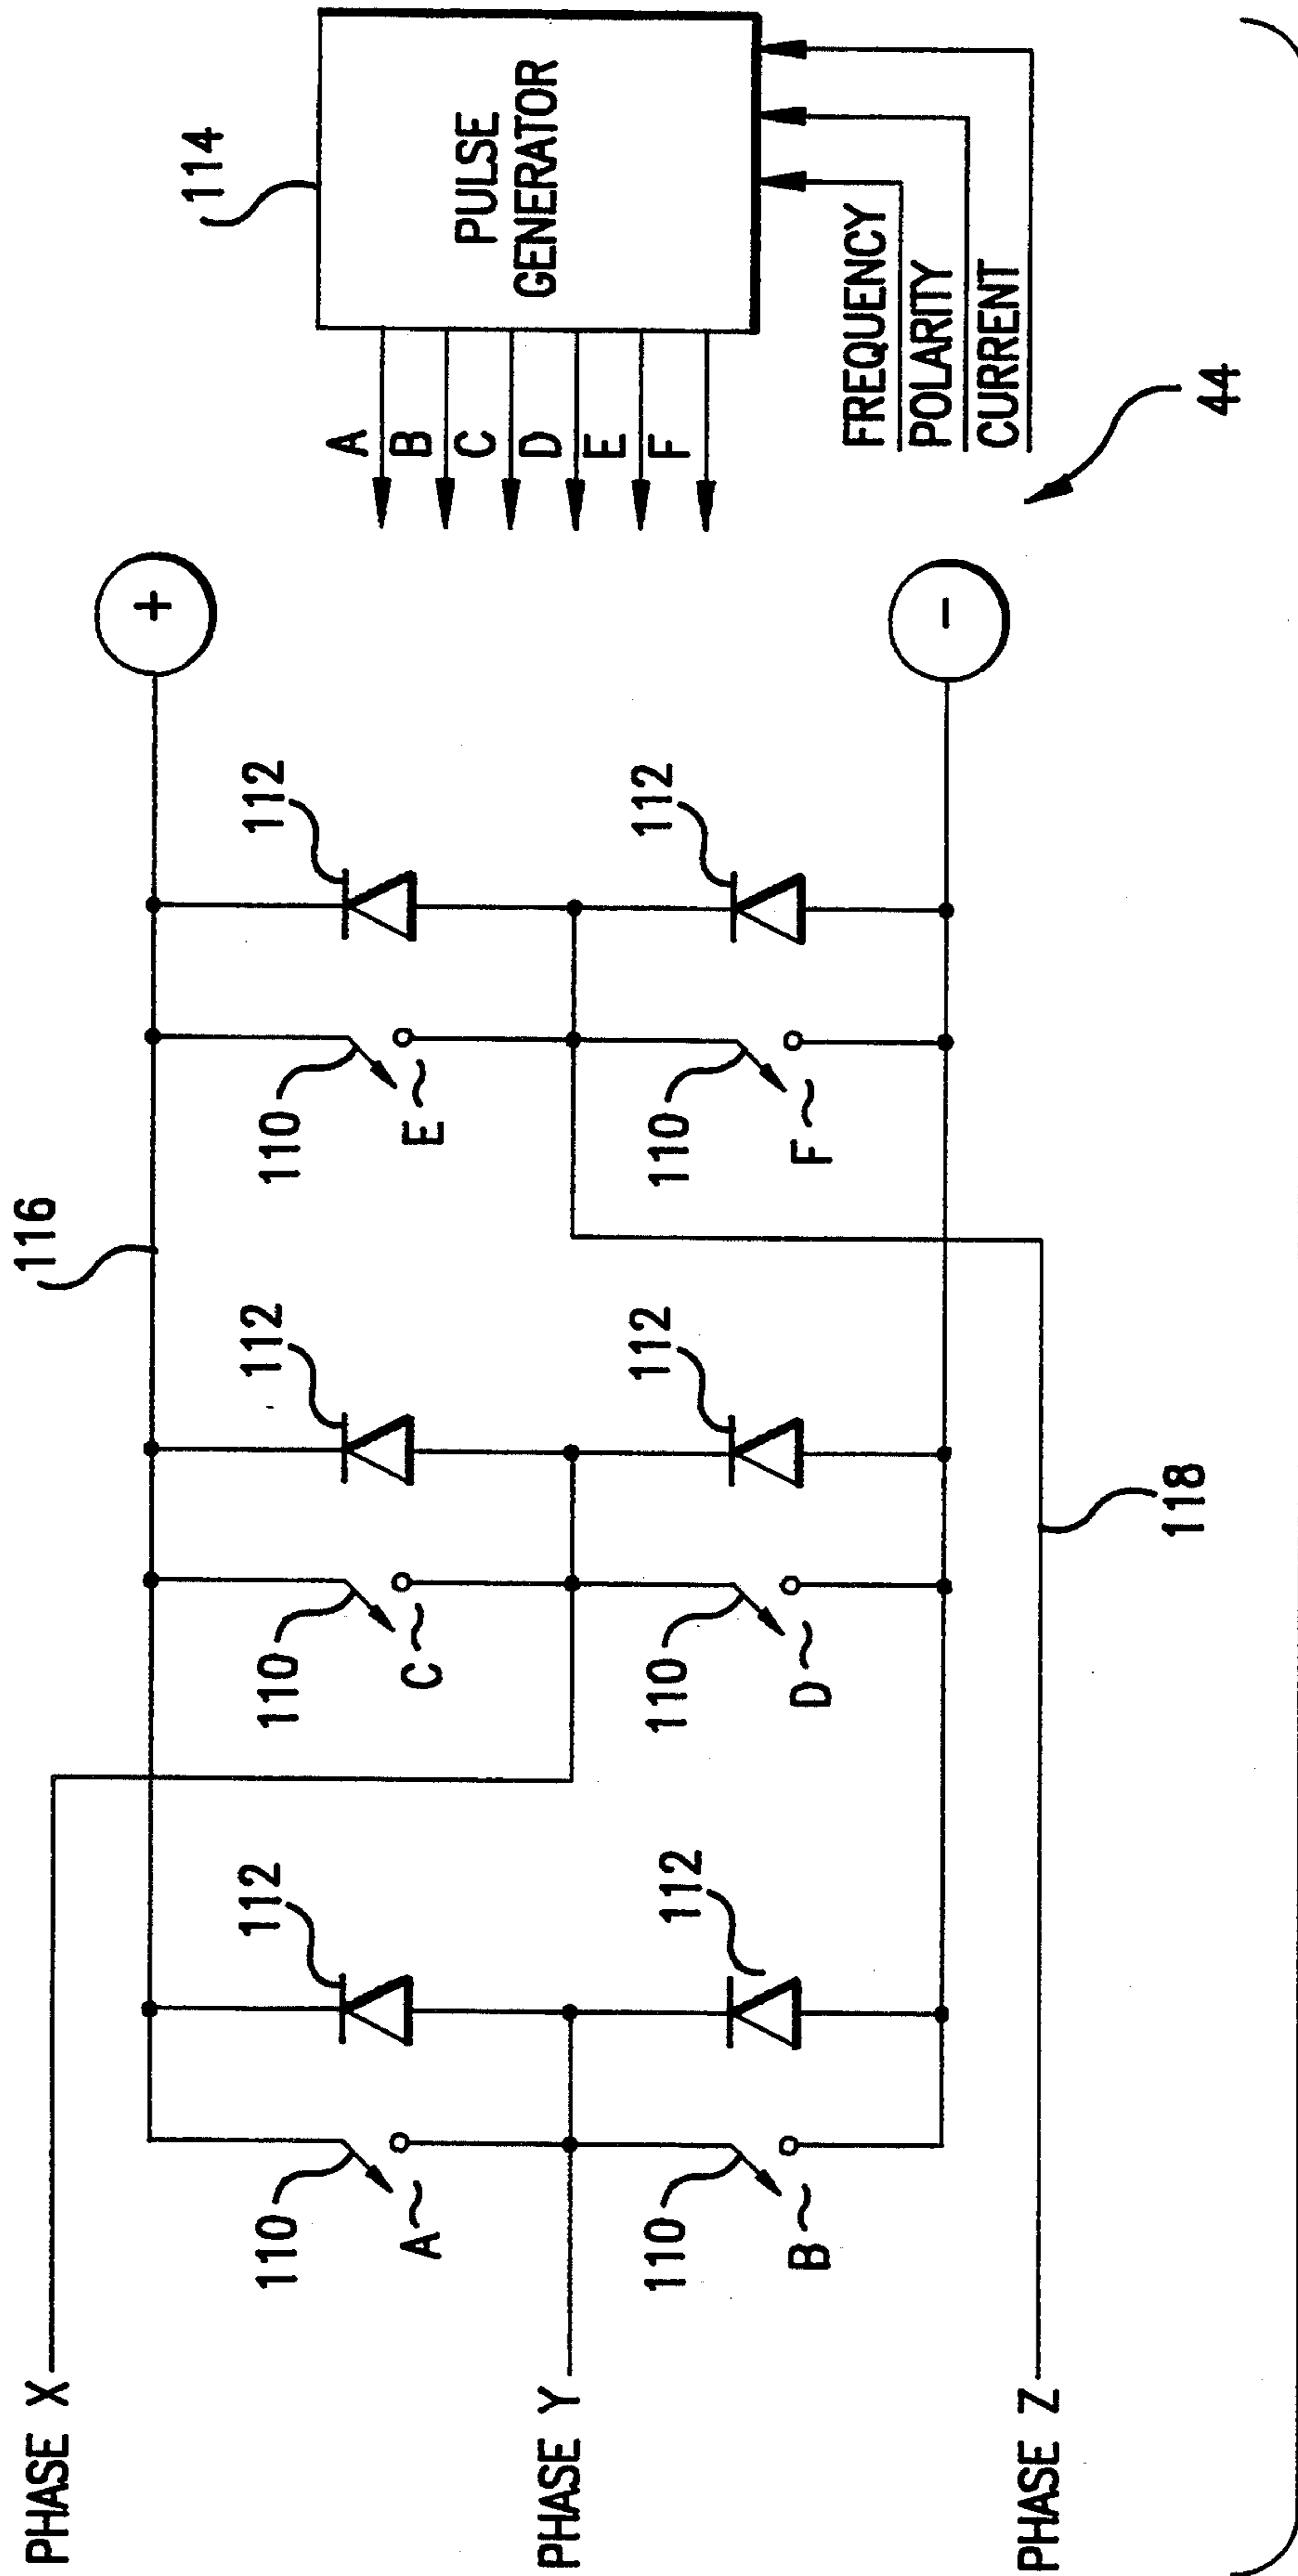 114
PULSE
GENERATOR
A
B
C
D
E
F
FREQUENCY
POLARITY
CURRENT
44
+
-
116
112
112
112
110
E
110
C
110
A
112
112
112
110
F
110
D
110
B
118
PHASE X
PHASE Y
PHASE Z